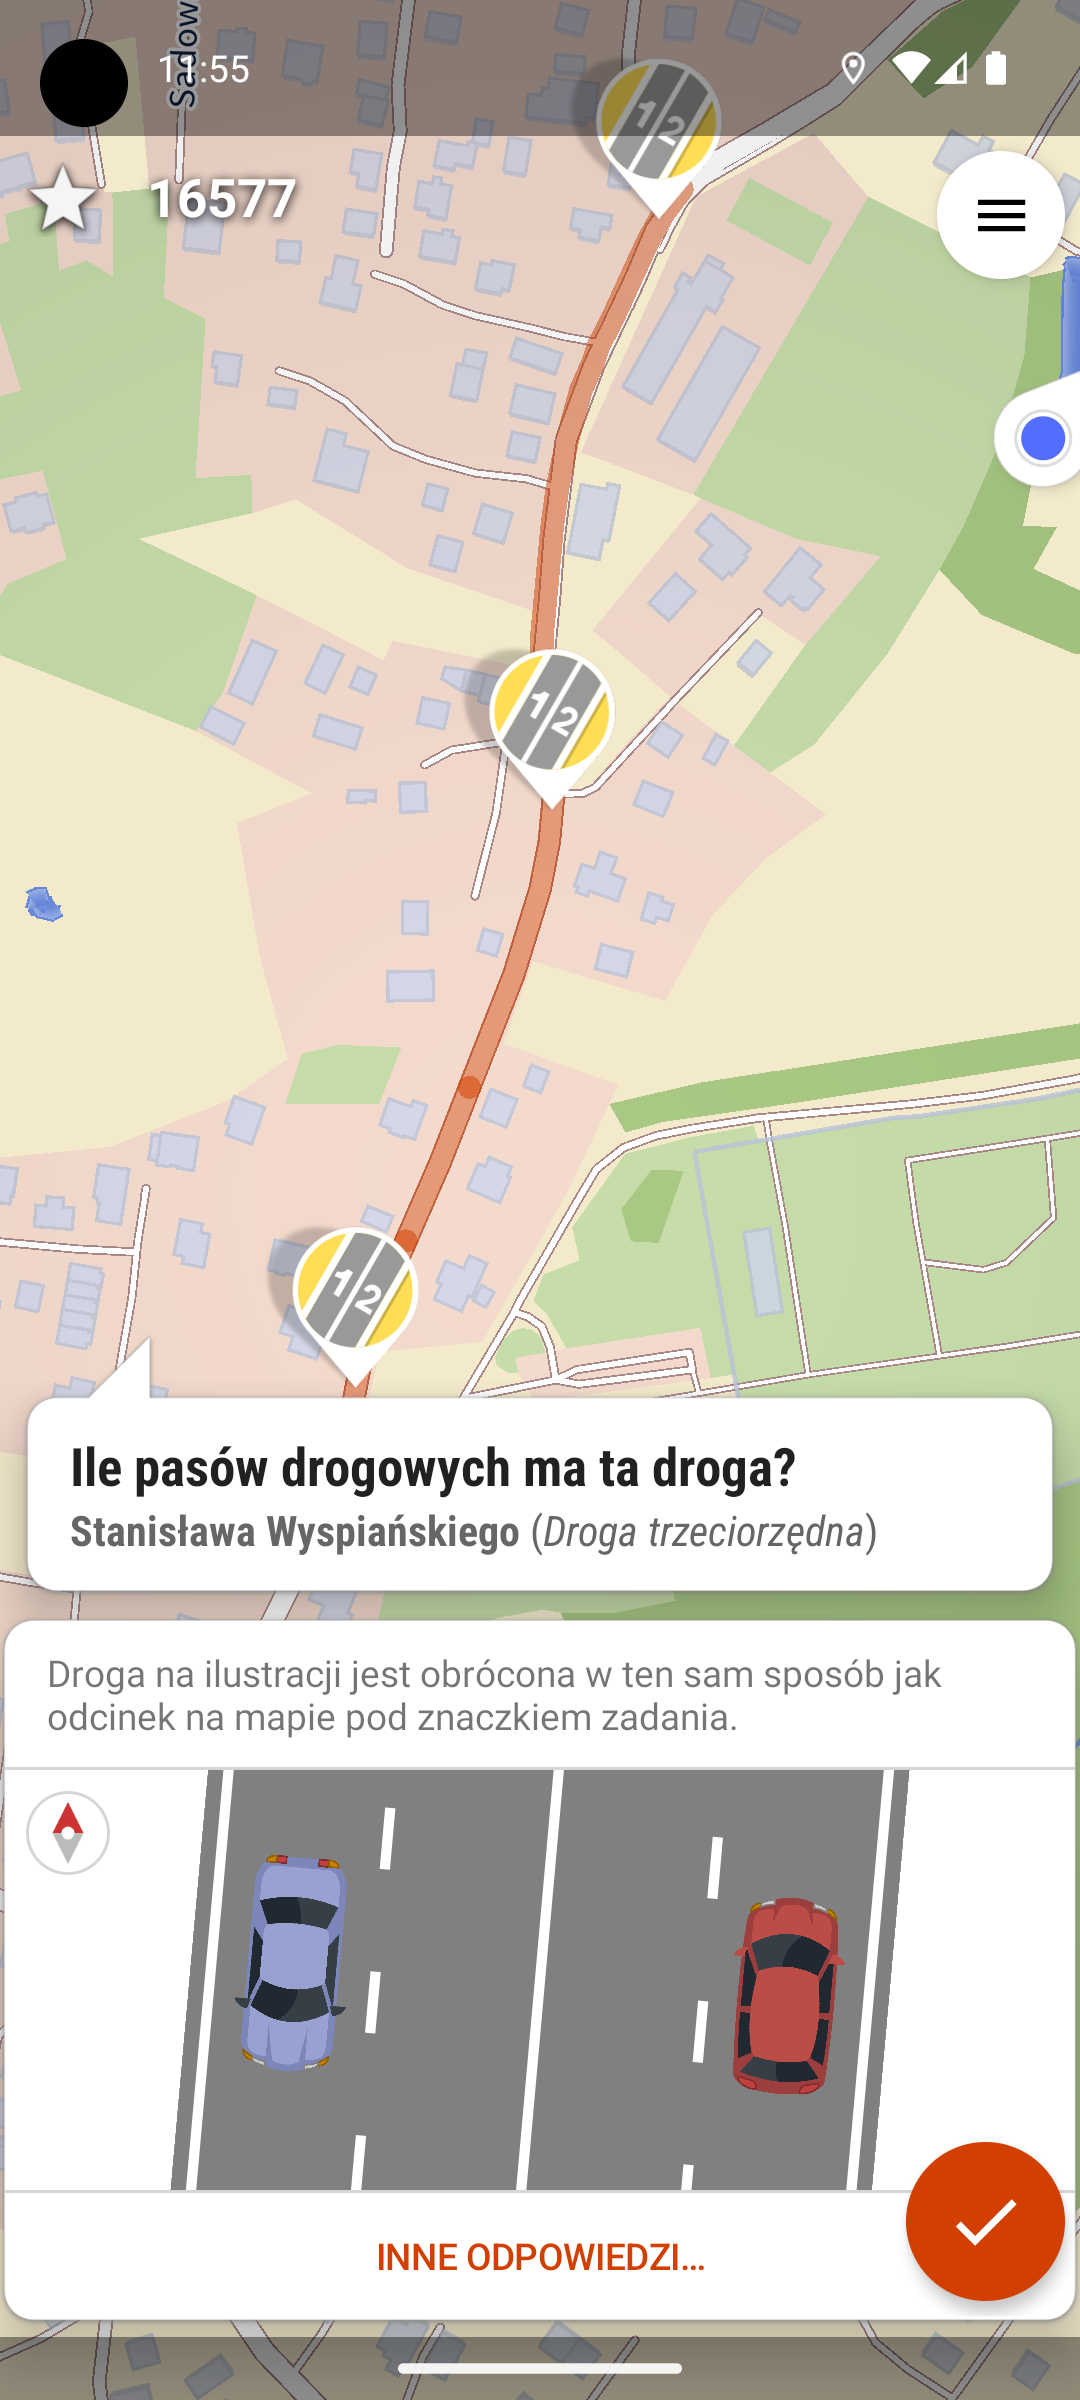 Sadow
11:55
1 2
16577
1 2
1 2
Ile pasów drogowych ma ta droga?
Stanisława Wyspiańskiego (Droga trzeciorzędna)
Droga na ilustracji jest obrócona w ten sam sposób jak
odcinek na mapie pod znaczkiem zadania.
INNE ODPOWIEDZI...